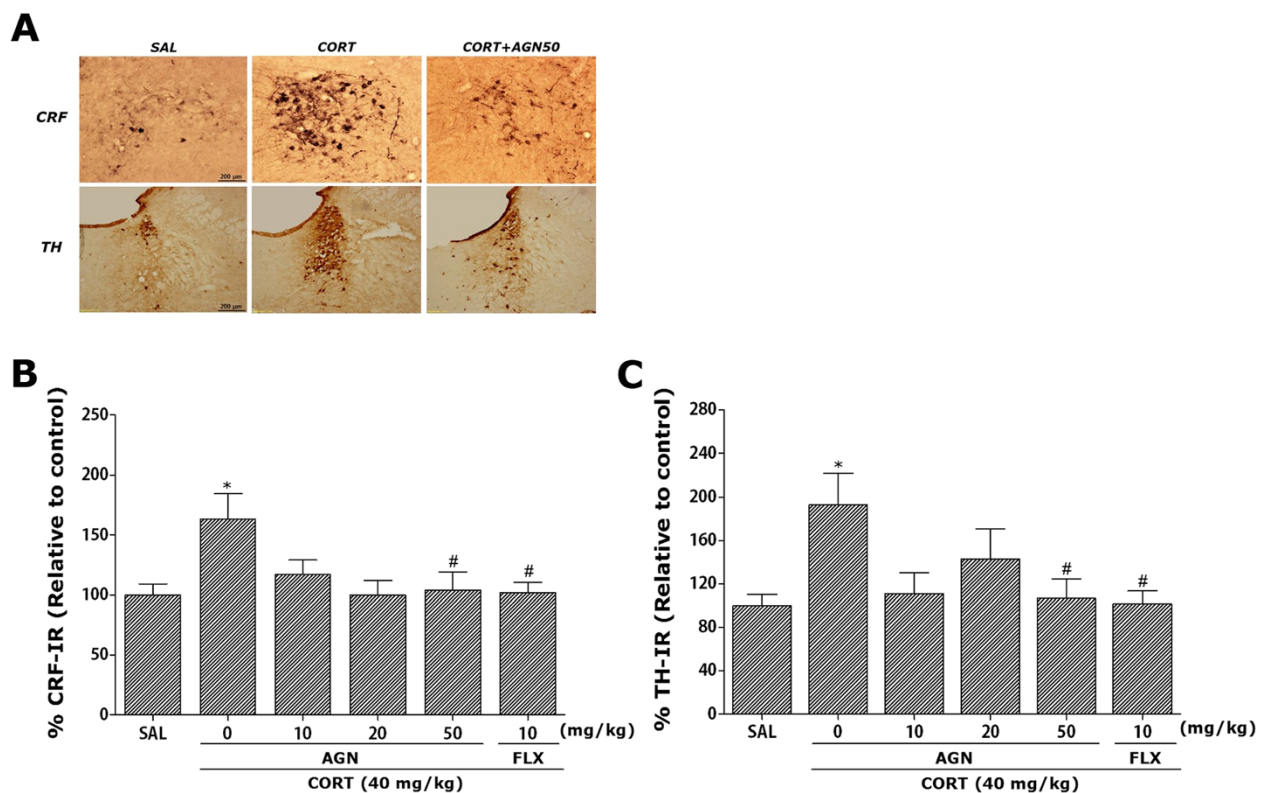 A
SAL CORT CORT+AGN50
CRF
200 μm
TH
200 μm
B
% CRF-IR (Relative to control)
250
200
150
100
50
0
*
#
#
SAL 0 10 20 50 10 (mg/kg)
AGN FLX
CORT (40 mg/kg)
C
% TH-IR (Relative to control)
280
240
200
160
120
80
40
0
*
#
#
SAL 0 10 20 50 10 (mg/kg)
AGN FLX
CORT (40 mg/kg)